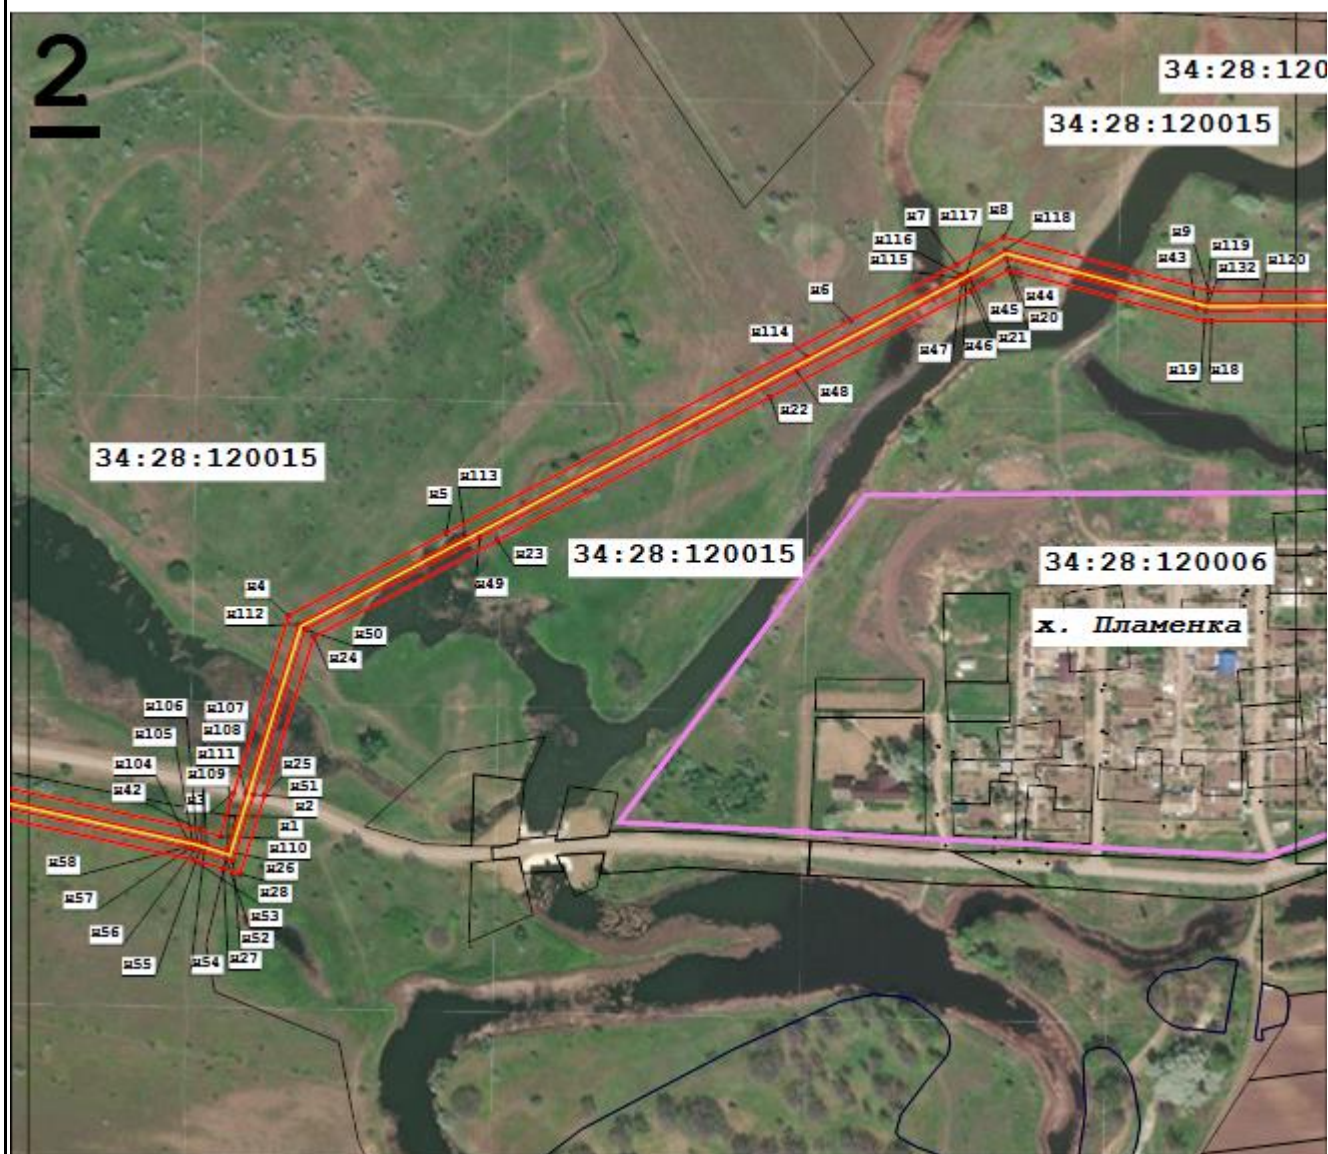 2
34:28:120
34:28:120015
н7
н117
н8
н118
н116
н115
н9
н119
н43
н132
н120
н6
н44
н45
н20
н114
н21
н47
н46
н48
н19
н18
н22
34:28:120015
н113
н5
н23
34:28:120015
н49
34:28:120006
н4
н112
н50
х. Пламенка
н24
н106
н107
н105
н108
н111
н104
н109
н25
н42
н51
н3
н2
н1
н110
н58
н26
н57
н28
н53
н56
н52
н55
н54
н27